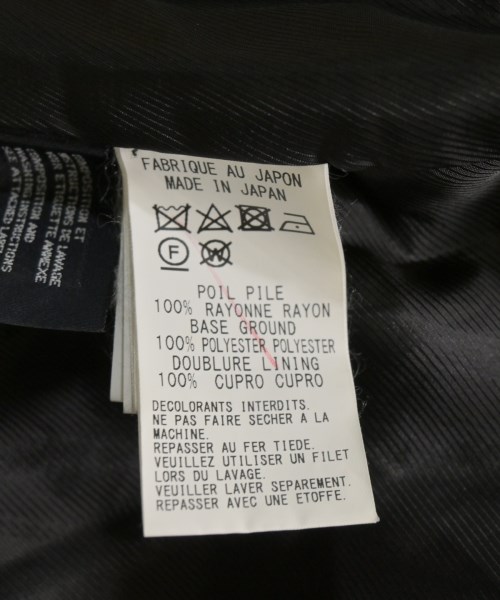 FABRIQUE AU JAPON
MADE IN JAPAN
F W
POIL PILE
100% RAYONNE RAYON
BASE GROUND
100% POLYESTER POLYESTER
DOUBLURE LINING
100% CUPRO CUPRO
DECOLORANTS INTERDITS.
NE PAS FAIRE SECHER A LA
MACHINE.
REPASSER AU FER TIEDE.
VEUILLEZ UTILISER UN FILET
LORS DU LAVAGE.
VEUILLER LAVER SEPAREMENT.
REPASSER AVEC UNE ETOFFE.